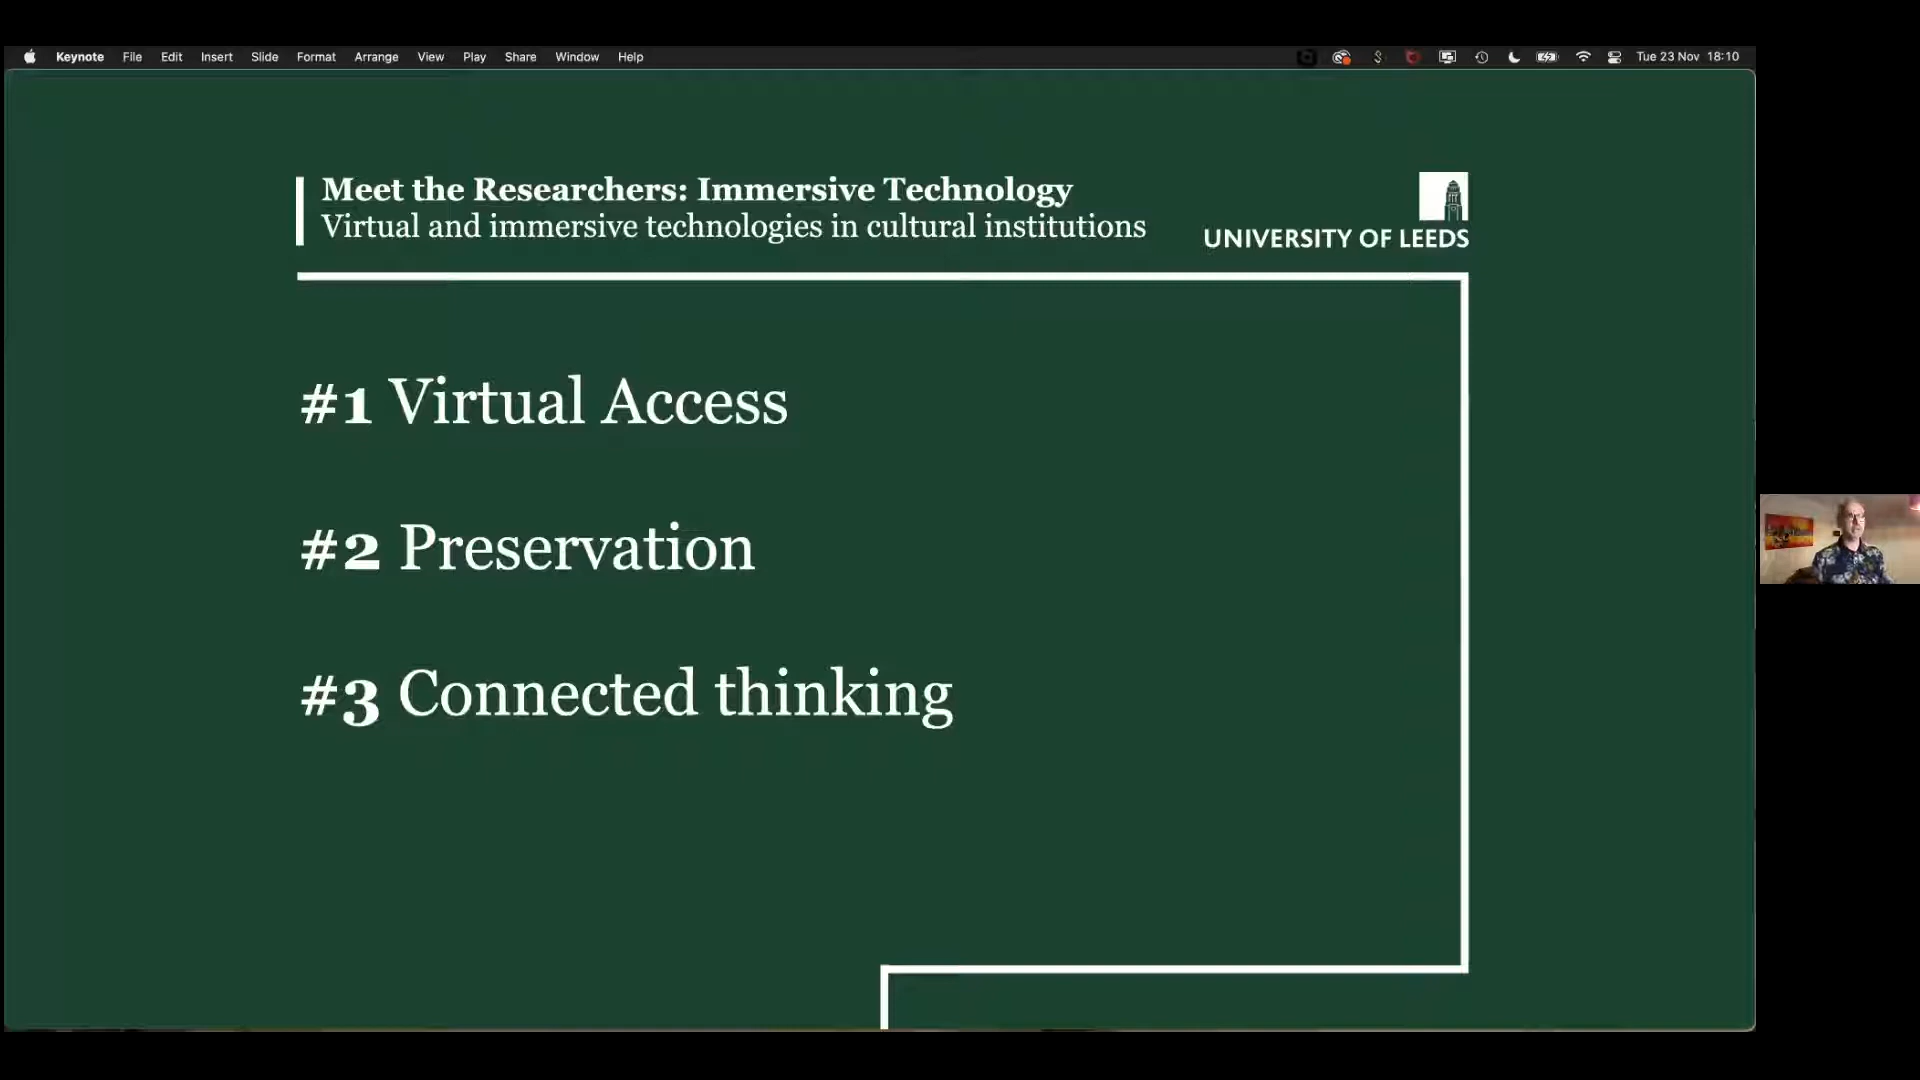 Keynote File Edit Insert Slide Format Arrange View Play Share Window Help Tue 23 Nov 18:10
Meet the Researchers: Immersive Technology
Virtual and immersive technologies in cultural institutions
UNIVERSITY OF LEEDS
#1 Virtual Access
#2 Preservation
#3 Connected thinking